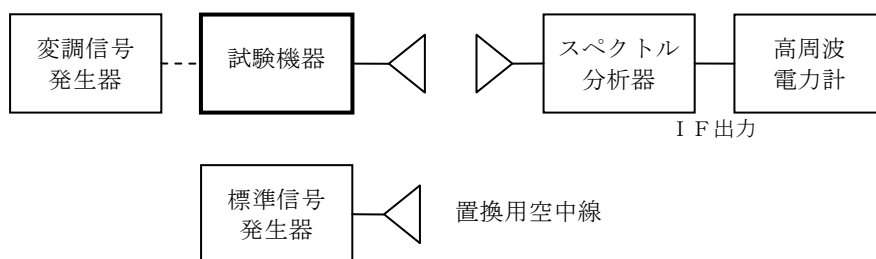 変調信号
発生器
試験機器
スペクトル
分析器
高周波
電力計
ＩＦ出力
標準信号
発生器
置換用空中線